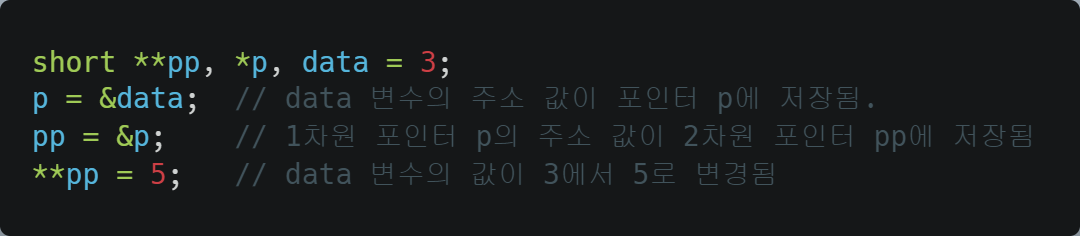 short **pp, *p, data = 3;
p = &data;  // data 변수의 주소 값이 포인터 p에 저장됨.
pp = &p;    // 1차원 포인터 p의 주소 값이 2차원 포인터 pp에 저장됨
**pp = 5;   // data 변수의 값이 3에서 5로 변경됨